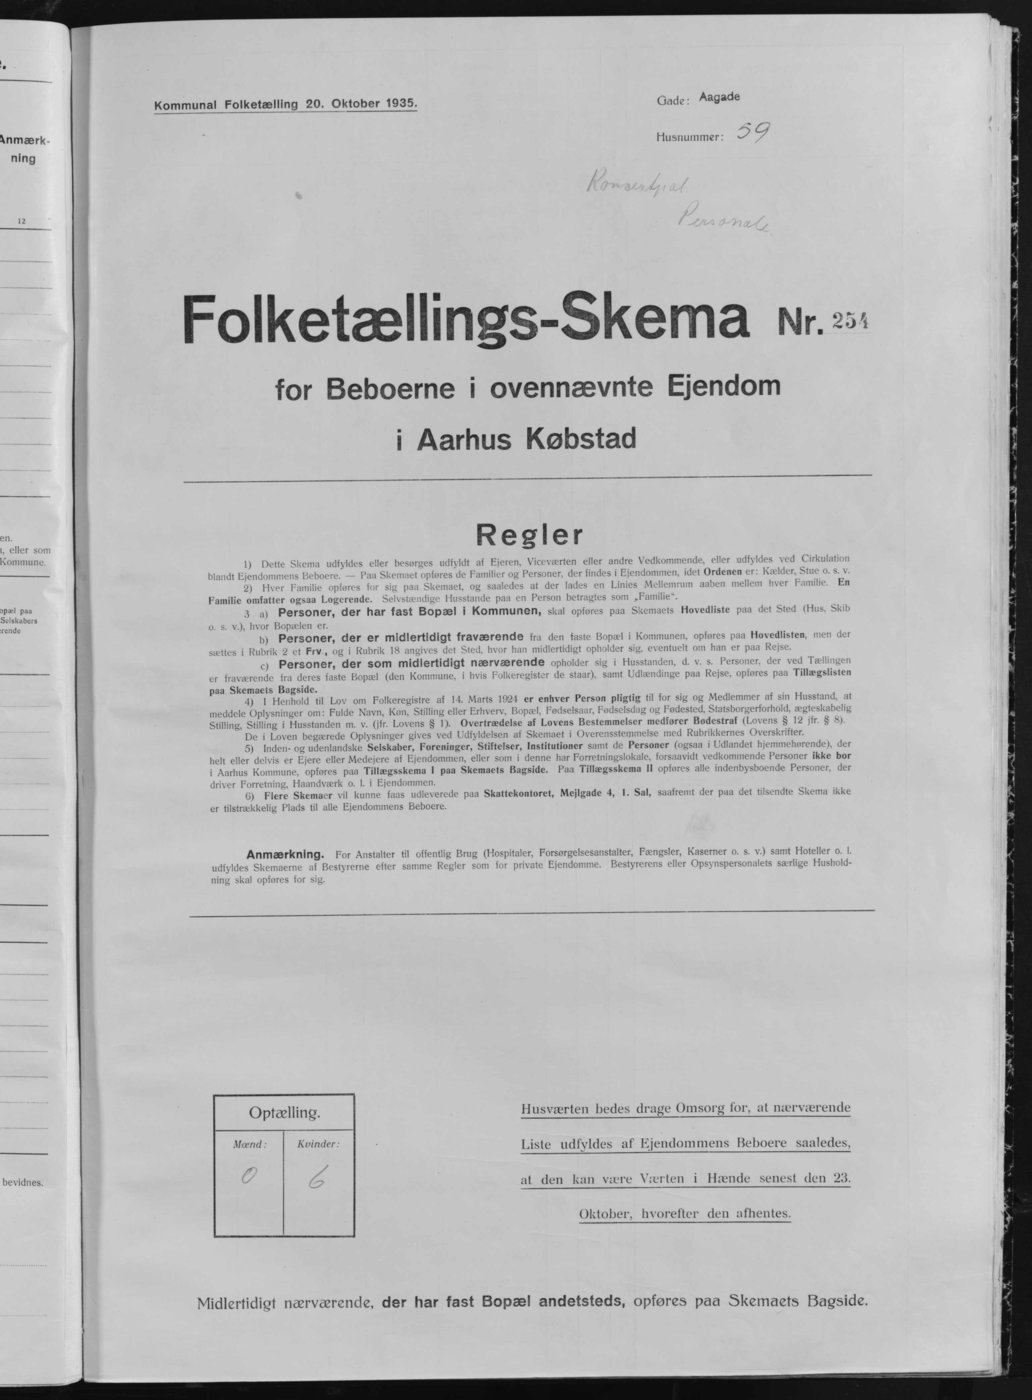 e.
Anmærk-
ning
12
en.
, eller som
Kommune.
opæl paa
Selskabers
rende
bevidnes.
Kommunal Folketælling 20. Oktober 1935.
Gade: Aagade
Husnummer: 59
Personale
Folketællings-Skema Nr. 254
for Beboerne i ovennævnte Ejendom
i Aarhus Købstad
Regler
1) Dette Skema udfyldes eller besørges udfyldt af Ejeren, Viceværten eller andre Vedkommende, eller udfyldes ved Cirkulation
blandt Ejendommens Beboere. — Paa Skemaet opføres de Familier og Personer, der findes i Ejendommen, idet Ordenen er: Kælder, Stue o. s. v.
2) Hver Familie opføres for sig paa Skemaet, og saaledes at der lades en Linies Mellemrum aaben mellem hver Familie. En
Familie omfatter ogsaa Logerende. Selvstændige Husstande paa en Person betragtes som „Familie“.
3 a) Personer, der har fast Bopæl i Kommunen, skal opføres paa Skemaets Hovedliste paa det Sted (Hus, Skib
o. s. v.), hvor Bopælen er.
b) Personer, der er midlertidigt fraværende fra den faste Bopæl i Kommunen, opføres paa Hovedlisten, men der
sættes i Rubrik 2 et Frv., og i Rubrik 18 angives det Sted, hvor han midlertidigt opholder sig, eventuelt om han er paa Rejse.
c) Personer, der som midlertidigt nærværende opholder sig i Husstanden, d. v. s. Personer, der ved Tællingen
er fraværende fra deres faste Bopæl (den Kommune, i hvis Folkeregister de staar), samt Udlændinge paa Rejse, opføres paa Tillægslisten
paa Skemaets Bagside.
4) I Henhold til Lov om Folkeregistre af 14. Marts 1924 er enhver Person pligtig til for sig og Medlemmer af sin Husstand, at
meddele Oplysninger om: Fulde Navn, Køn, Stilling eller Erhverv, Bopæl, Fødselsaar, Fødselsdag og Fødested, Statsborgerforhold, ægteskabelig
Stilling, Stilling i Husstanden m. v. (jfr. Lovens § 1). Overtrædelse af Lovens Bestemmelser medfører Bødestraf (Lovens § 12 jfr. § 8).
De i Loven begærede Oplysninger gives ved Udfyldelsen af Skemaet i Overensstemmelse med Rubrikkernes Overskrifter.
5) Inden- og udenlandske Selskaber, Foreninger, Stiftelser, Institutioner samt de Personer (ogsaa i Udlandet hjemmehørende), der
helt eller delvis er Ejere eller Medejere af Ejendommen, eller som i denne har Forretningslokale, forsaavidt vedkommende Personer ikke bor
i Aarhus Kommune, opføres paa Tillægsskema I paa Skemaets Bagside. Paa Tillægsskema II opføres alle indenbysboende Personer, der
driver Forretning, Haandværk o. l. i Ejendommen.
6) Flere Skemaer vil kunne faas udleverede paa Skattekontoret, Mejlgade 4, 1. Sal, saafremt der paa det tilsendte Skema ikke
er tilstrækkelig Plads til alle Ejendommens Beboere.
Anmærkning. For Anstalter til offentlig Brug (Hospitaler, Forsørgelsesanstalter, Fængsler, Kaserner o. s. v.) samt Hoteller o. l.
udfyldes Skemaerne af Bestyrerne efter samme Regler som for private Ejendomme. Bestyrerens eller Opsynspersonalets særlige Hushold-
ning skal opføres for sig.
Optælling.
Mænd: Kvinder:
0 6
Husværten bedes drage Omsorg for, at nærværende
Liste udfyldes af Ejendommens Beboere saaledes,
at den kan være Værten i Hænde senest den 23.
Oktober, hvorefter den afhentes.
Midlertidigt nærværende, der har fast Bopæl andetsteds, opføres paa Skemaets Bagside.